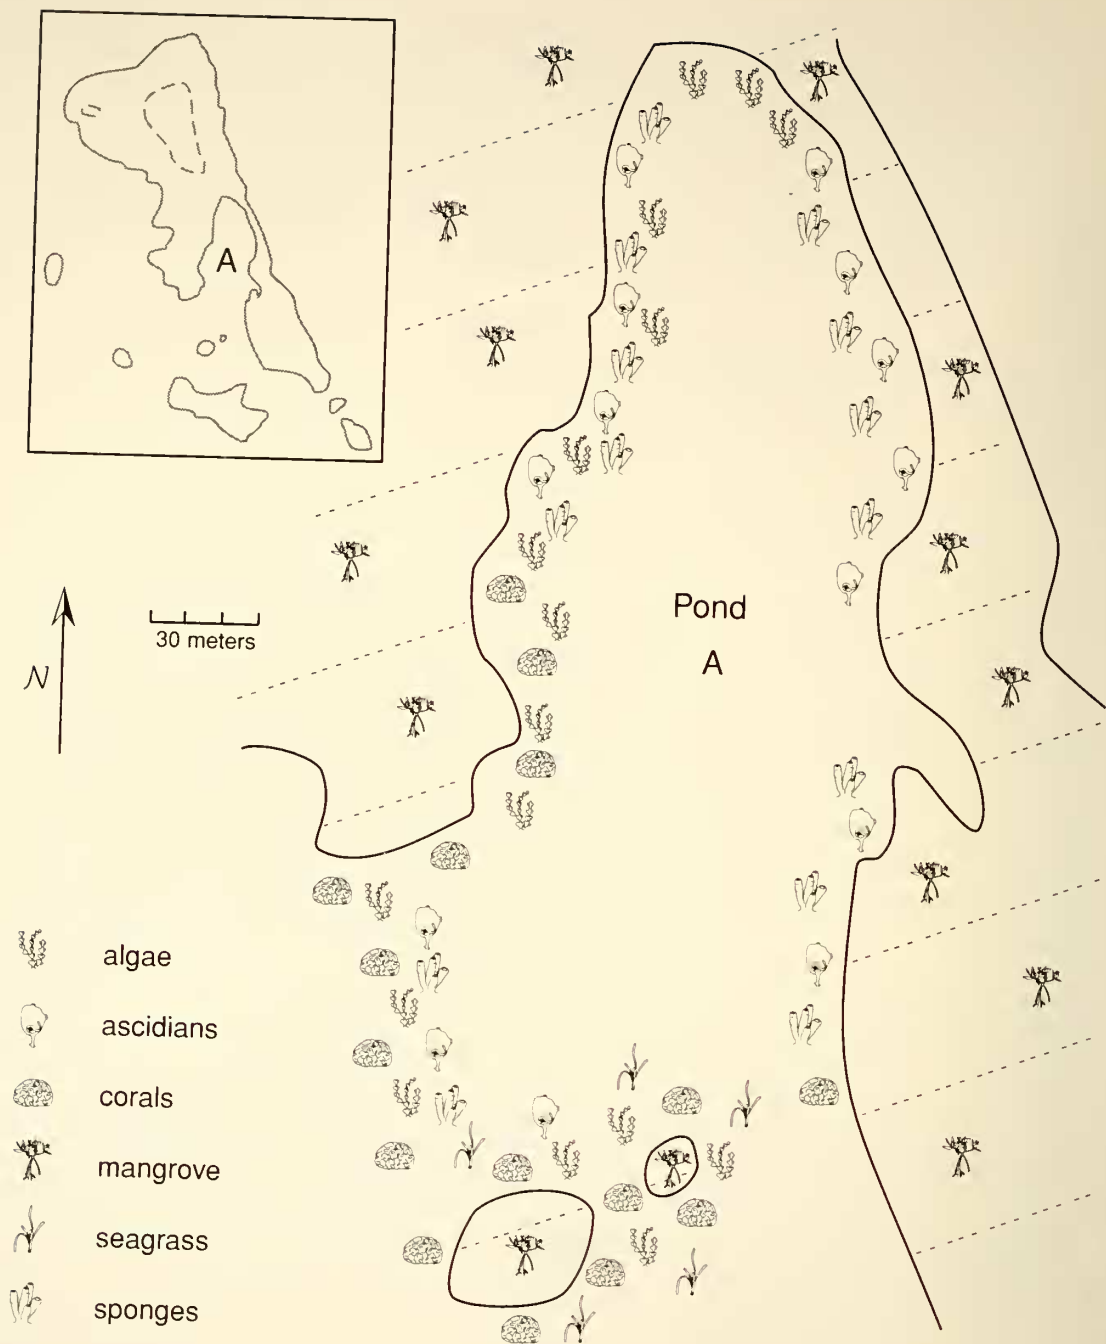 A
Pond
A
N
30 meters
algae
ascidians
corals
mangrove
seagrass
sponges